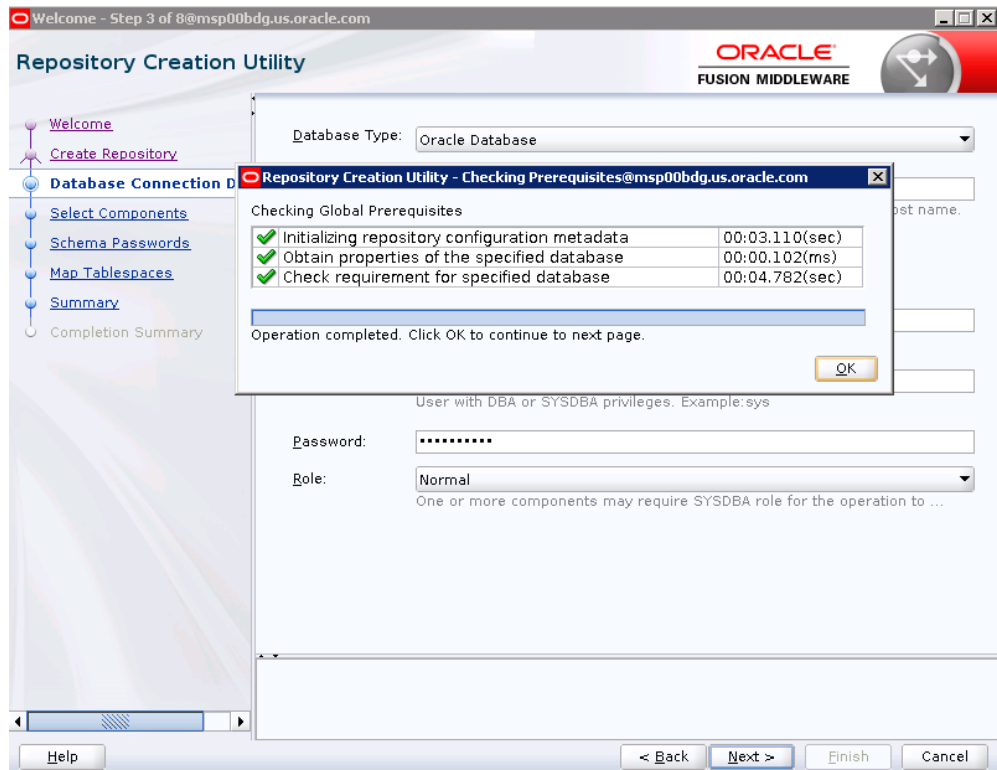 Welcome - Step 3 of 8@msp00bdg.us.oracle.com
Repository Creation Utility
ORACLE
FUSION MIDDLEWARE
Welcome
Create Repository
Database Connection D
Select Components
Schema Passwords
Map Tablespaces
Summary
Completion Summary
Database Type: Oracle Database
Repository Creation Utility - Checking Prerequisites@msp00bdg.us.oracle.com
Checking Global Prerequisites
Initializing repository configuration metadata 00:03.110(sec)
Obtain properties of the specified database 00:00.102(ms)
Check requirement for specified database 00:04.782(sec)
Operation completed. Click OK to continue to next page.
OK
name.
User with DBA or SYSDBA privileges. Example:sys
Password: ••••••••••
Role: Normal
One or more components may require SYSDBA role for the operation to ...
Help
< Back
Next >
Finish
Cancel